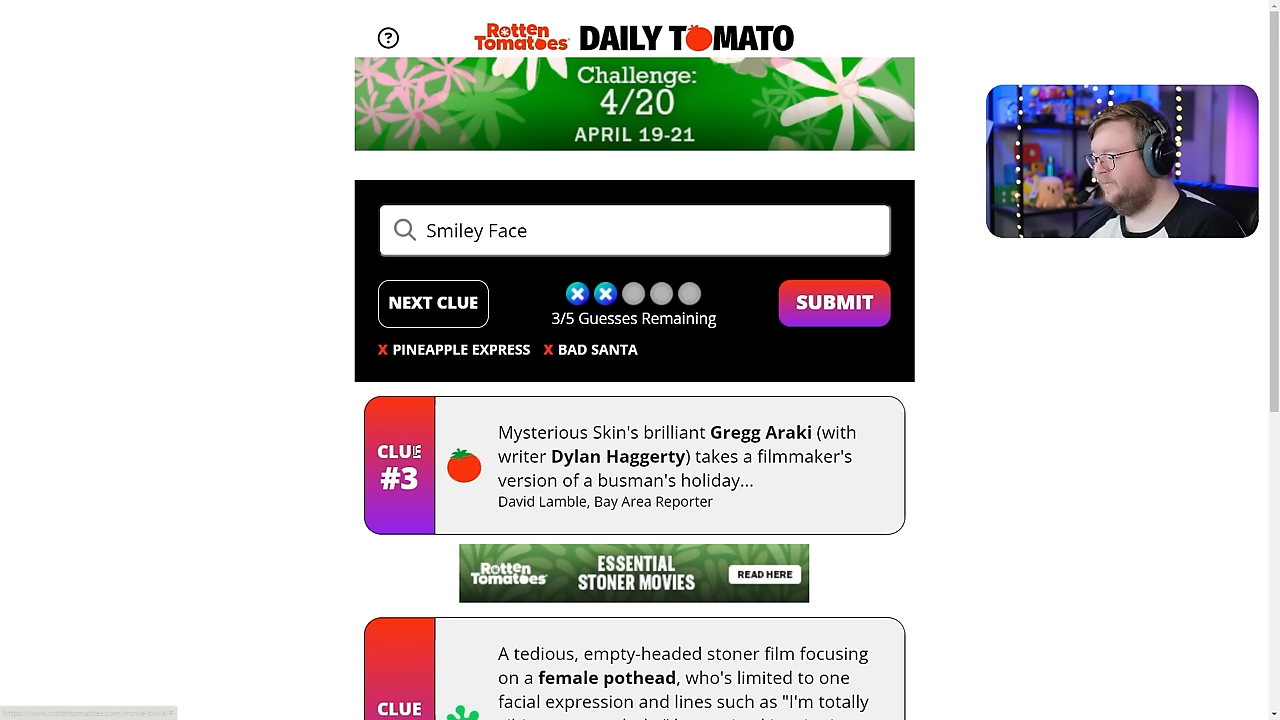 Rotten Tomatoes DAILY TOMATO
Challenge:
4/20
APRIL 19-21
Smiley Face
NEXT CLUE
3/5 Guesses Remaining
SUBMIT
X PINEAPPLE EXPRESS X BAD SANTA
CLUE
#3
Mysterious Skin's brilliant Gregg Araki (with
writer Dylan Haggerty) takes a filmmaker's
version of a busman's holiday...
David Lamble, Bay Area Reporter
Rotten Tomatoes
ESSENTIAL
STONER MOVIES
READ HERE
CLUE
A tedious, empty-headed stoner film focusing
on a female pothead, who's limited to one
facial expression and lines such as "I'm totally